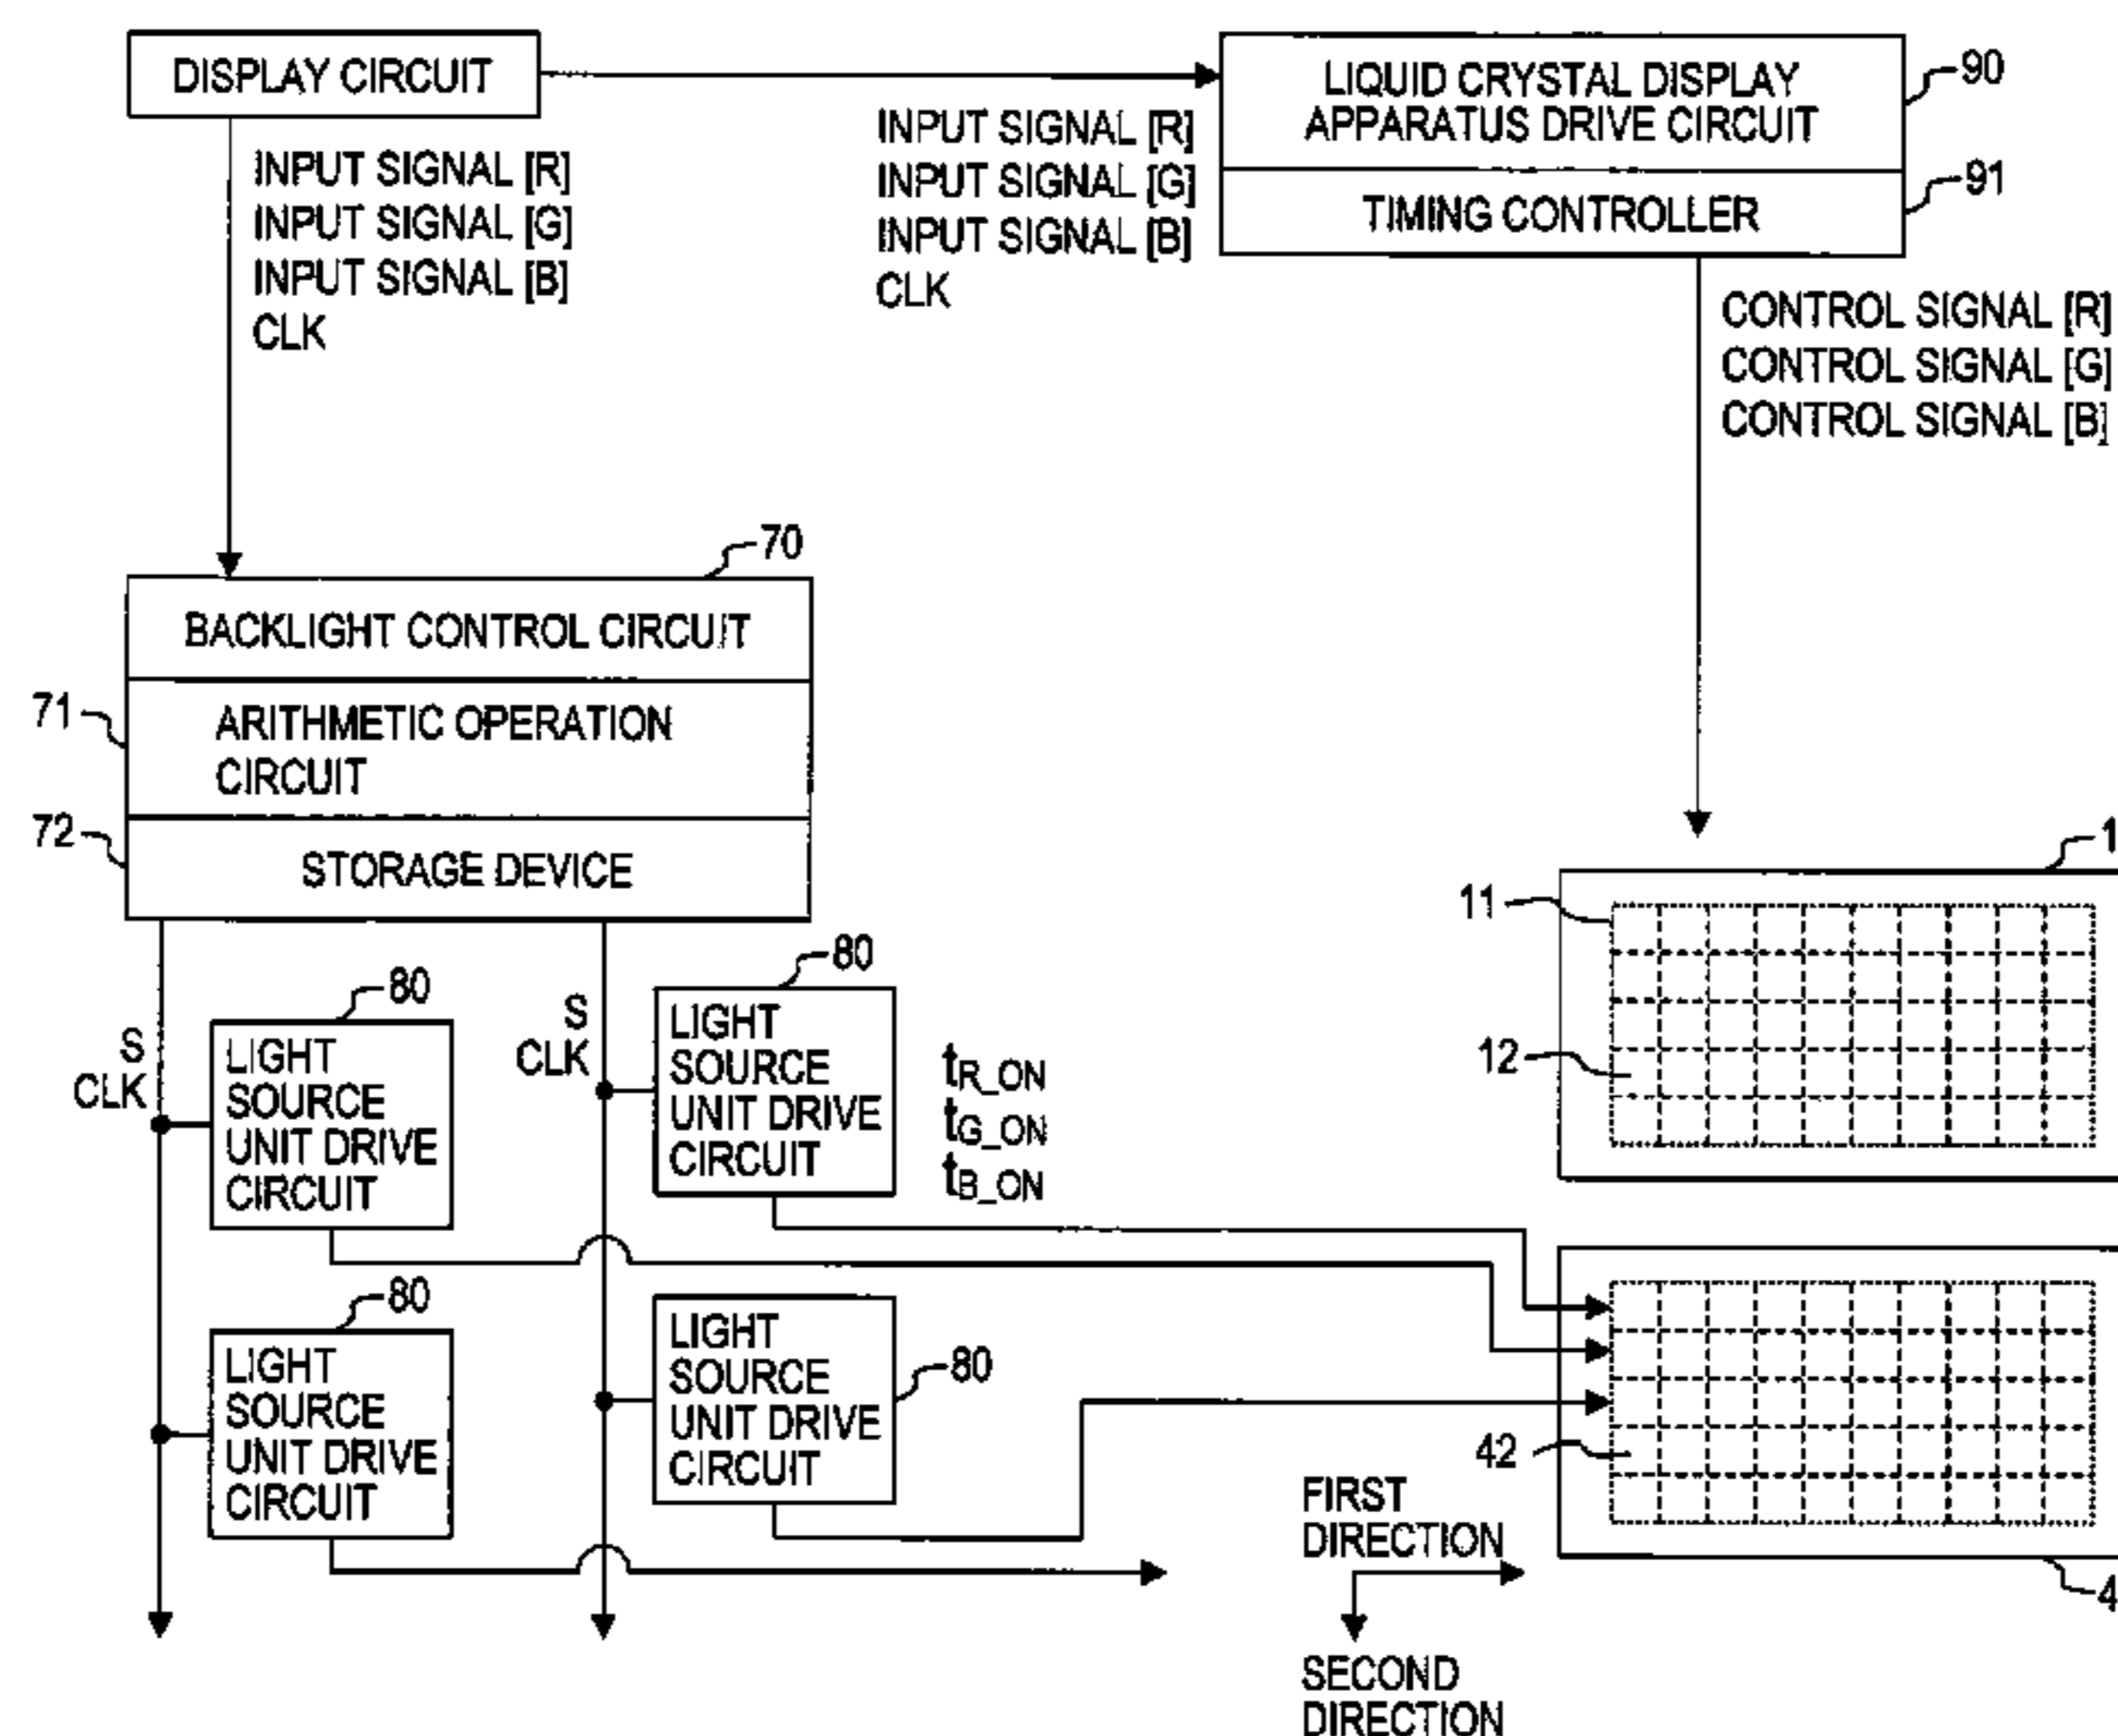 DISPLAY CIRCUIT
LIQUID CRYSTAL DISPLAY
APPARATUS DRIVE CIRCUIT
90
TIMING CONTROLLER
91
INPUT SIGNAL [R]
INPUT SIGNAL [G]
INPUT SIGNAL [B]
CLK
INPUT SIGNAL [R]
INPUT SIGNAL [G]
INPUT SIGNAL [B]
CLK
CONTROL SIGNAL [R]
CONTROL SIGNAL [G]
CONTROL SIGNAL [B]
70
BACKLIGHT CONTROL CIRCUIT
71
ARITHMETIC OPERATION
CIRCUIT
72
STORAGE DEVICE
S
CLK
80
LIGHT
SOURCE
UNIT DRIVE
CIRCUIT
S
CLK
80
LIGHT
SOURCE
UNIT DRIVE
CIRCUIT
tR_ON
tG_ON
tB_ON
11
12
80
LIGHT
SOURCE
UNIT DRIVE
CIRCUIT
LIGHT
SOURCE
UNIT DRIVE
CIRCUIT
80
42
FIRST
DIRECTION
SECOND
DIRECTION